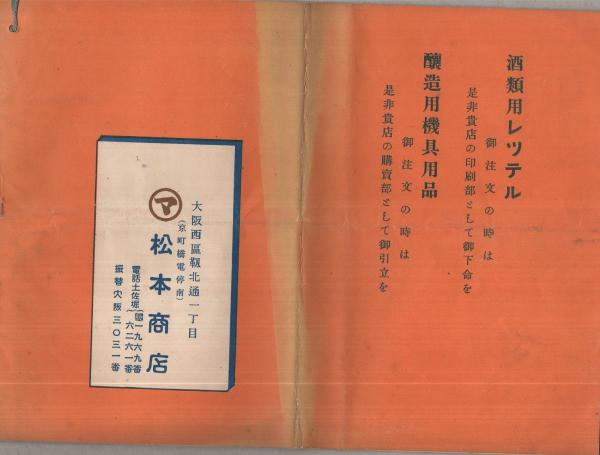 酒類用レツテル
御注文の時は
是非貴店の印刷部として御下命を
醸造用機具用品
御注文の時は
是非貴店の購買部として御引立を
大阪西區靱北通一丁目
(京町橋電停南)
マ
松本商店
電話土佐堀
一九六九番
六二六一番
振替大阪三〇三一番